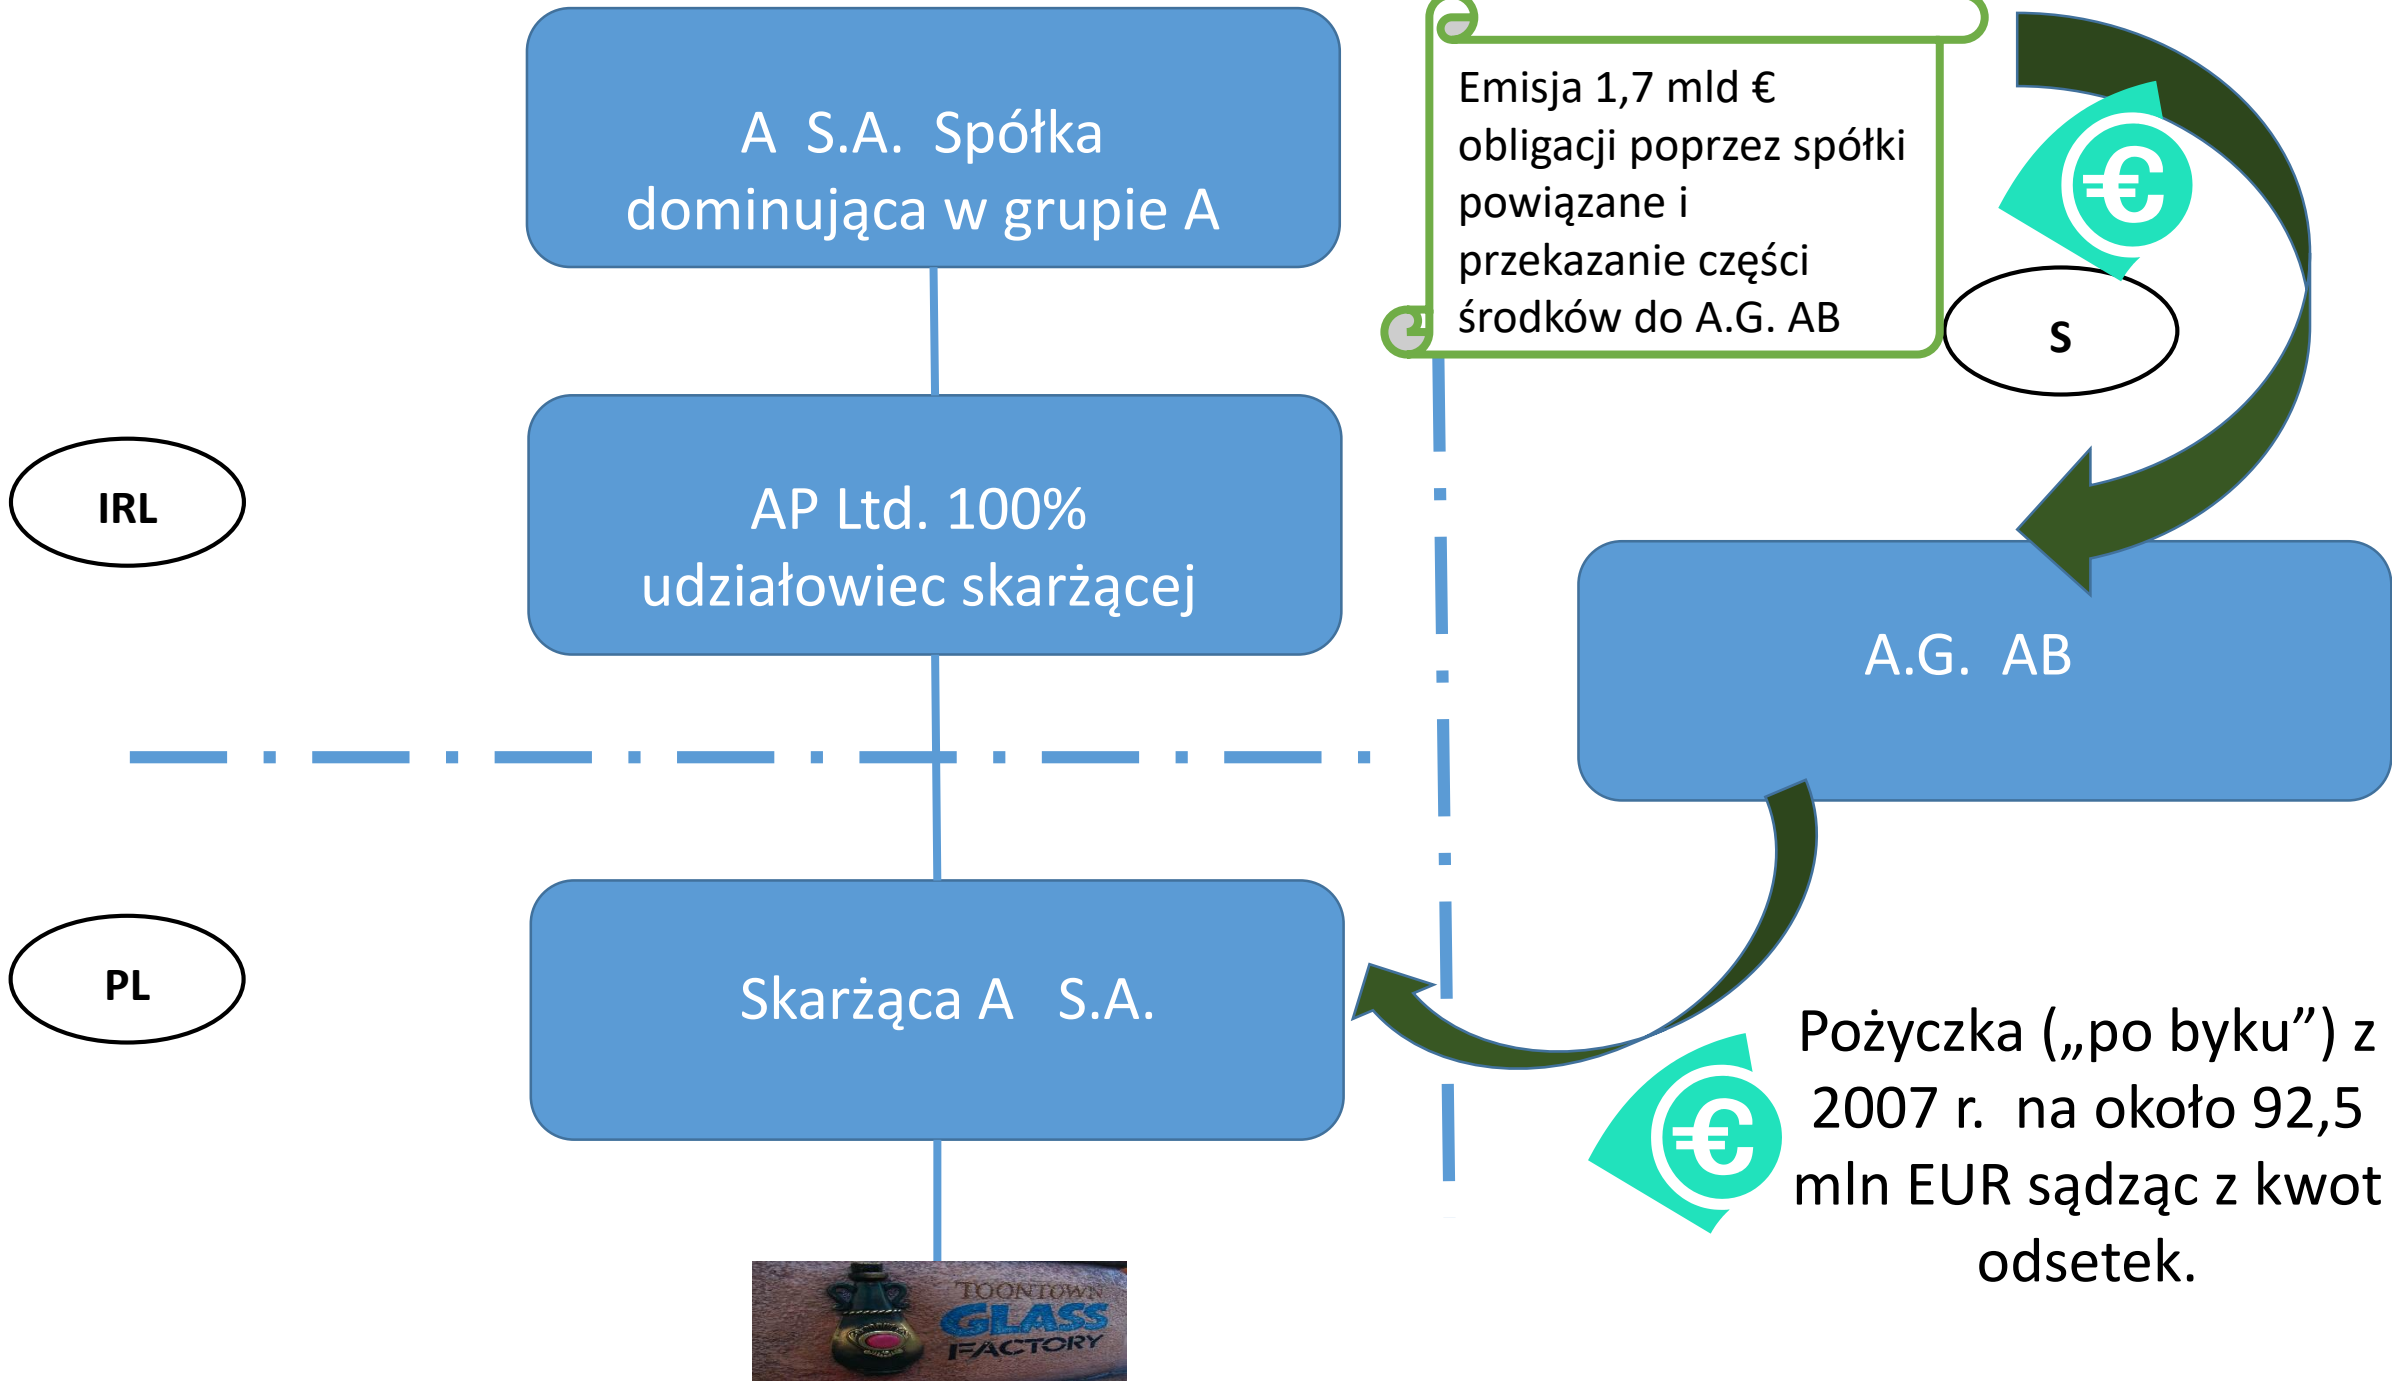 A S.A. Spółka
dominująca w grupie A
Emisja 1,7 mld €
obligacji poprzez spółki
powiązane i
przekazanie części
środków do A.G. AB
€
S
IRL
AP Ltd. 100%
udziałowiec skarżącej
A.G. AB
PL
Skarżąca A S.A.
€
Pożyczka („po byku”) z
2007 r. na około 92,5
mln EUR sądząc z kwot
odsetek.
TOONTOWN
GLASS
FACTORY